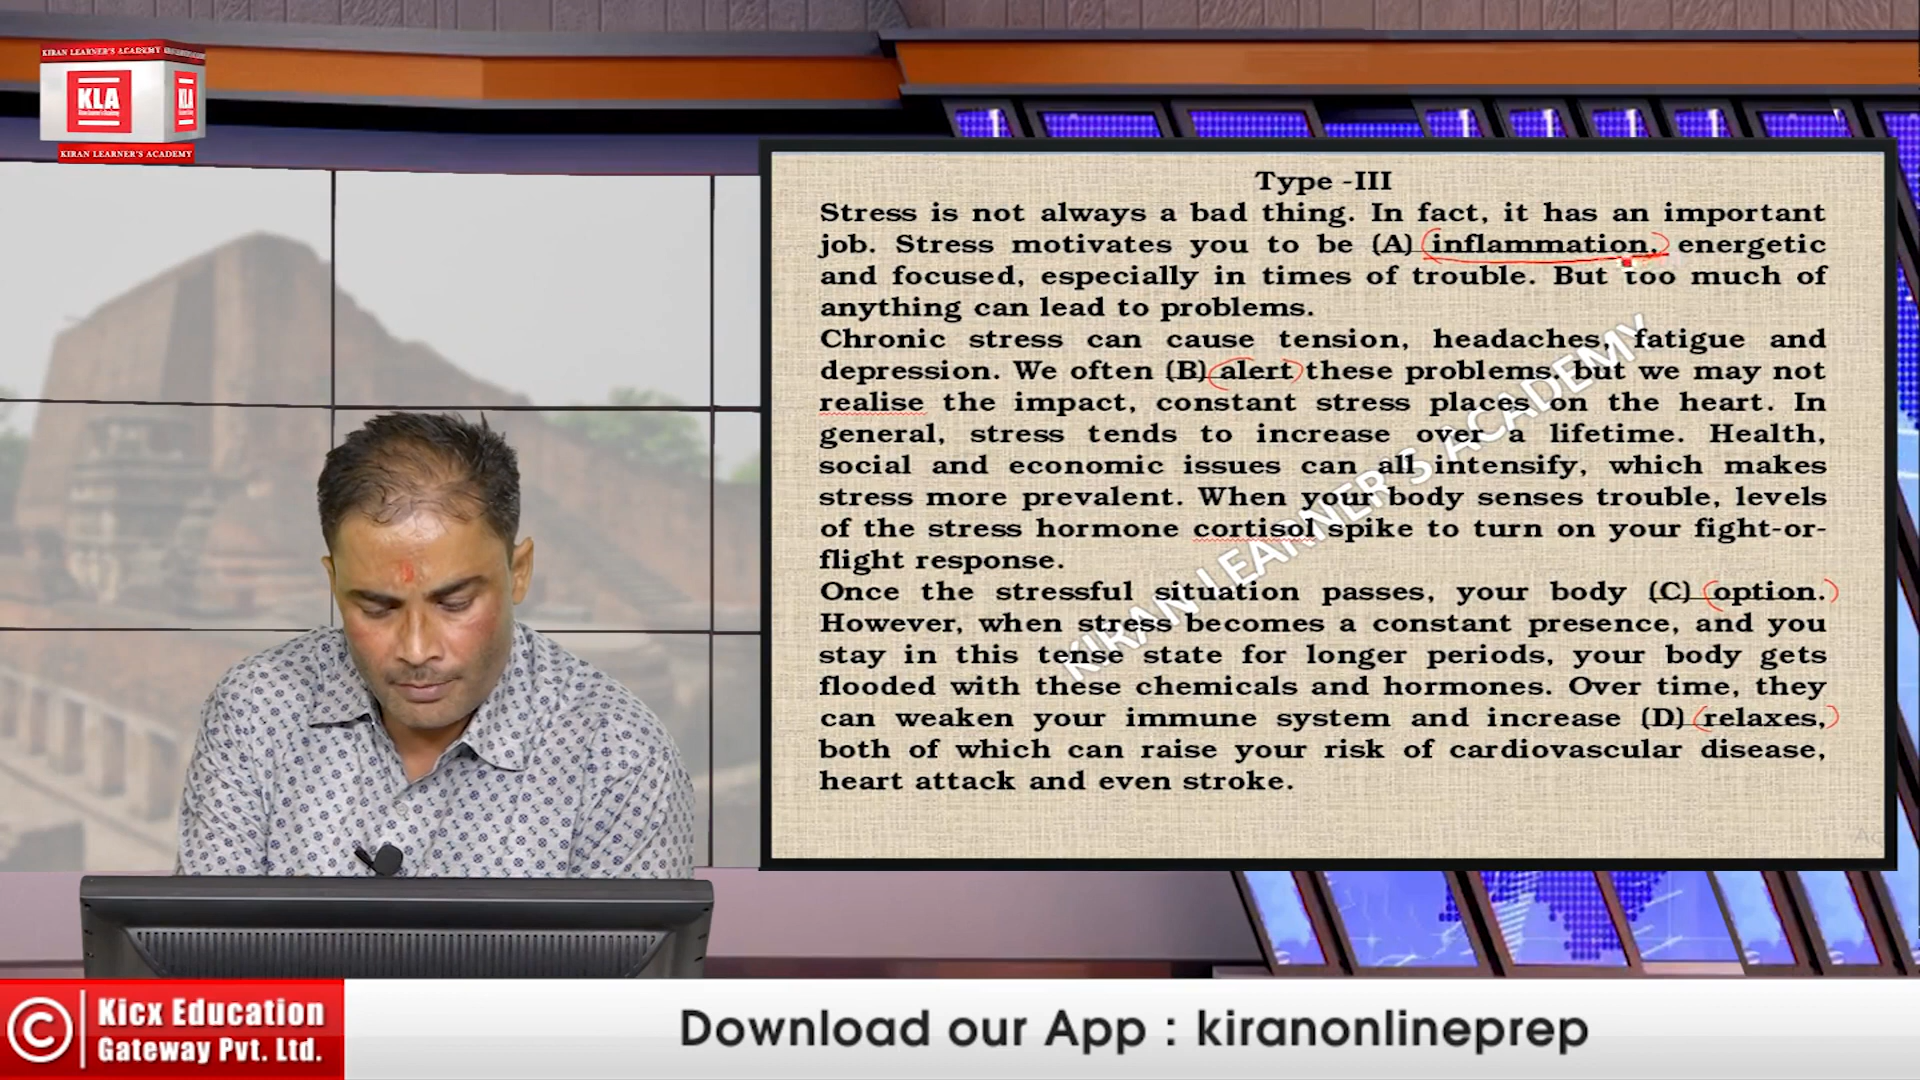 KIRAN LEARNER'S ACADEMY
KLA
KLA
KIRAN LEARNER'S ACADEMY
Type -III
Stress is not always a bad thing. In fact, it has an important
job. Stress motivates you to be (A) inflammation, energetic
and focused, especially in times of trouble. But too much of
anything can lead to problems.
Chronic stress can cause tension, headaches, fatigue and
depression. We often (B) alert these problems, but we may not
realise the impact, constant stress places on the heart. In
general, stress tends to increase over a lifetime. Health,
social and economic issues can all intensify, which makes
stress more prevalent. When your body senses trouble, levels
of the stress hormone cortisol spike to turn on your fight-or-
flight response.
Once the stressful situation passes, your body (C) option.
However, when stress becomes a constant presence, and you
stay in this tense state for longer periods, your body gets
flooded with these chemicals and hormones. Over time, they
can weaken your immune system and increase (D) relaxes,
both of which can raise your risk of cardiovascular disease,
heart attack and even stroke.
KIRAN LEARNER'S ACADEMY
© Kicx Education
Gateway Pvt. Ltd.
Download our App : kiranonlineprep